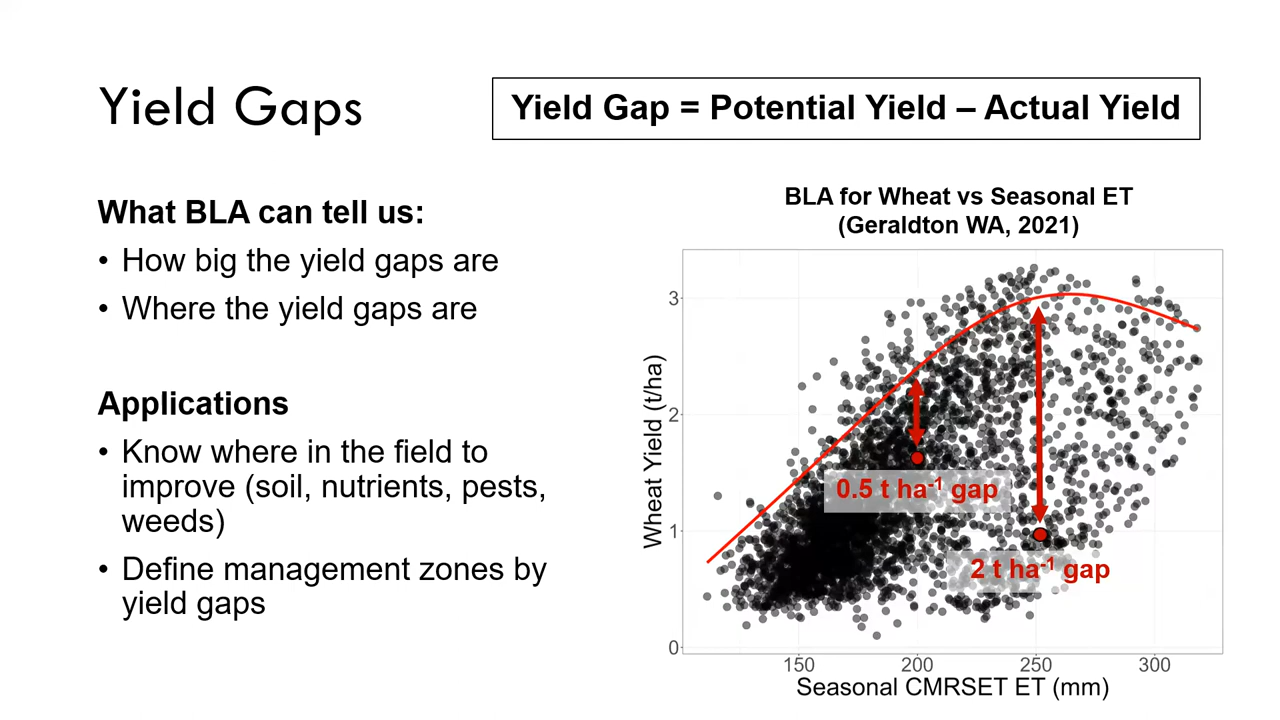 Yield Gaps
Yield Gap = Potential Yield – Actual Yield
What BLA can tell us:
• How big the yield gaps are
• Where the yield gaps are
Applications
• Know where in the field to
improve (soil, nutrients, pests,
weeds)
• Define management zones by
yield gaps
BLA for Wheat vs Seasonal ET
(Geraldton WA, 2021)
Wheat Yield (t/ha)
3
2
1
0
0.5 t ha⁻¹ gap
2 t ha⁻¹ gap
150 200 250 300
Seasonal CMRSET ET (mm)